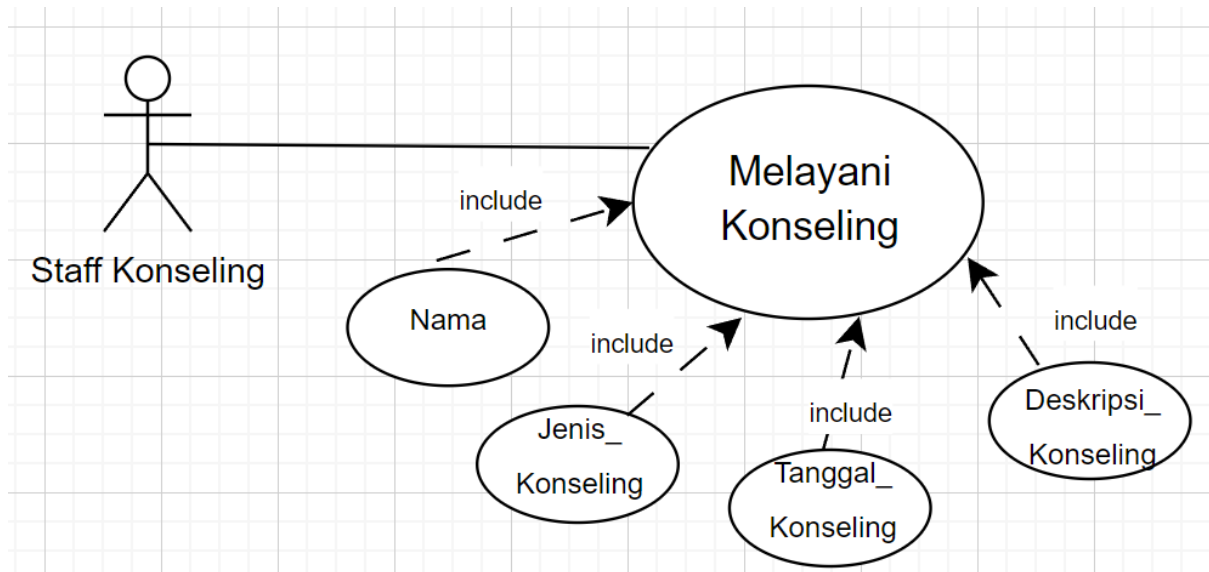 Melayani
Konseling
include
Staff Konseling
Nama
include
include
include
Jenis_
Konseling
Tanggal_
Konseling
Deskripsi_
Konseling